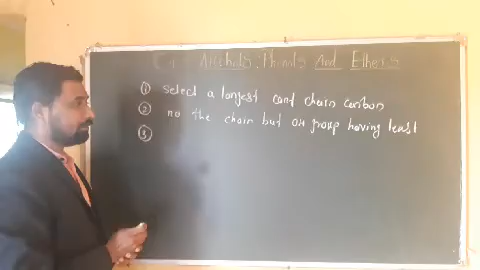 Alcohols, Phenols And Ethers
① Select a longest cont chain carbon
② no the chain but OH group having least
③